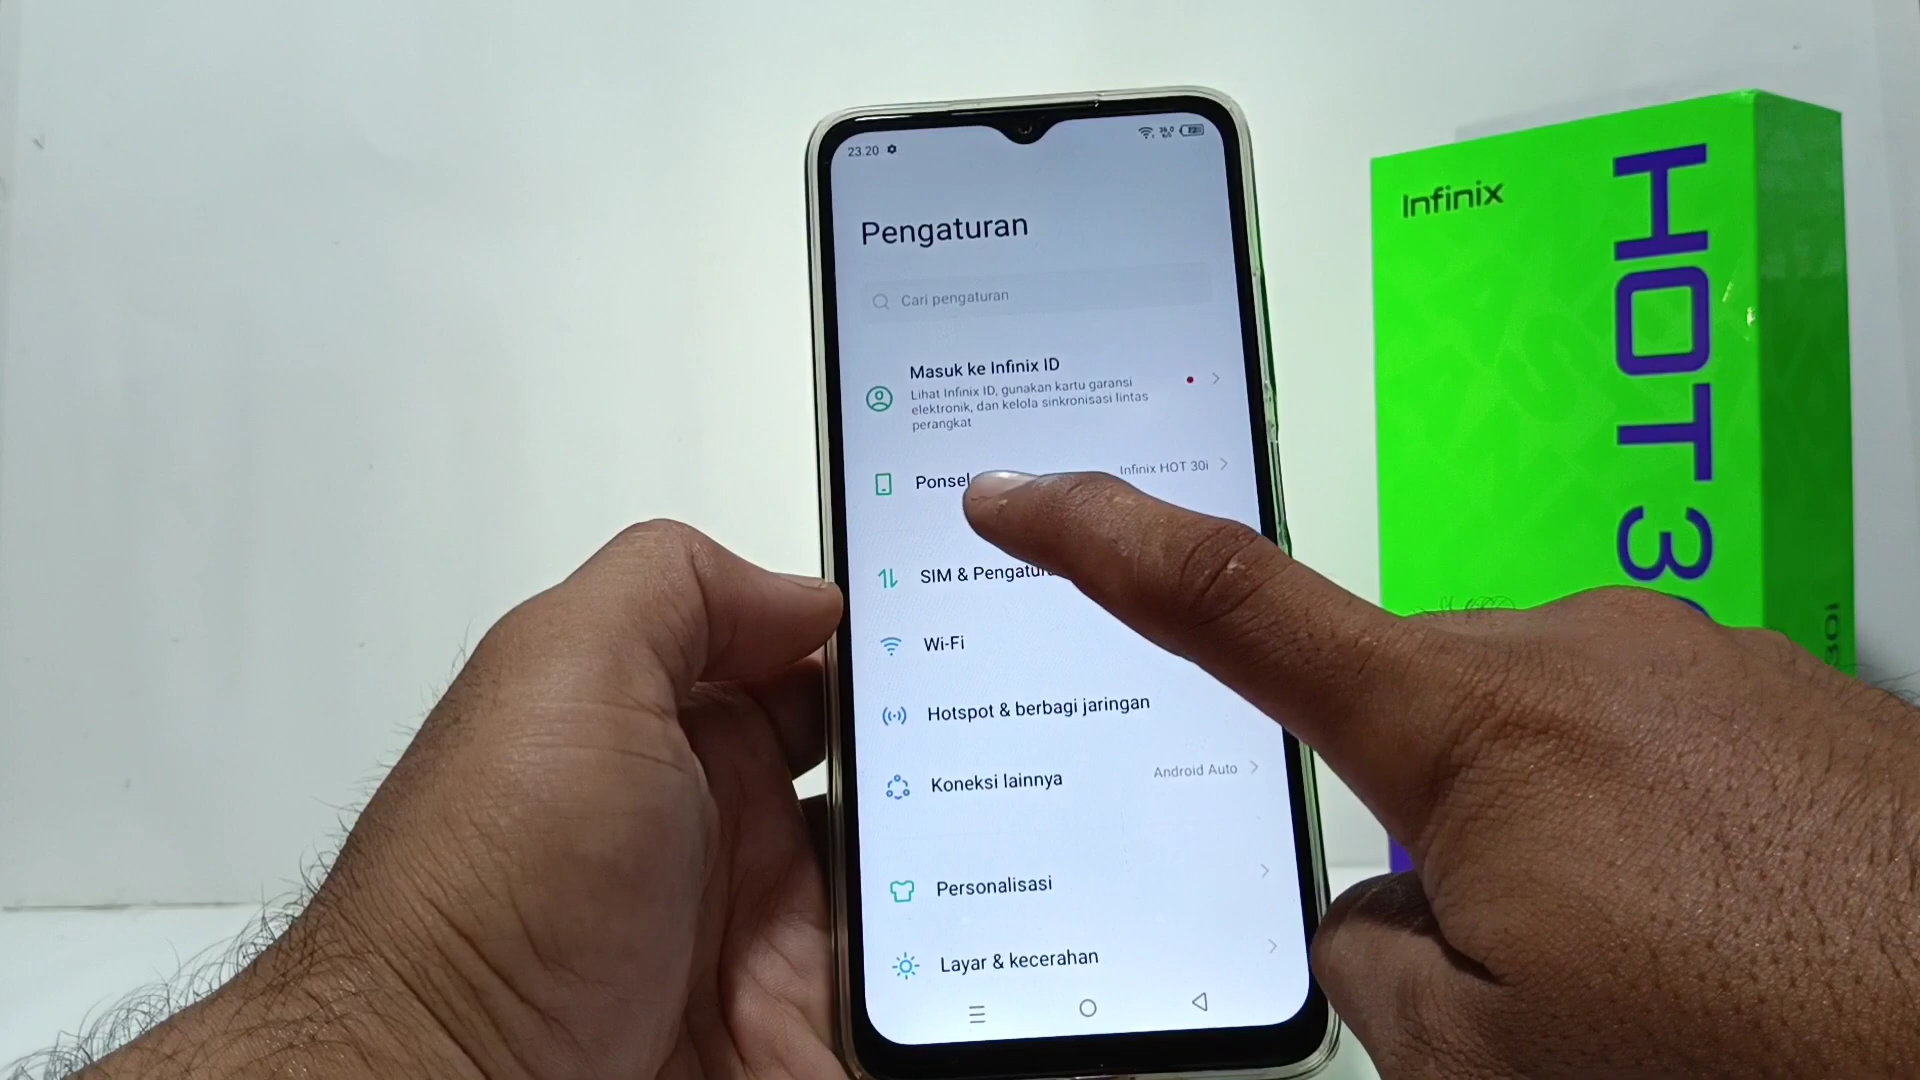 23.20
Pengaturan
Cari pengaturan
Masuk ke Infinix ID
Lihat Infinix ID, gunakan kartu garansi
elektronik, dan kelola sinkronisasi lintas
perangkat
Ponsel
Infinix HOT 30i
SIM & Pengatur
Wi-Fi
Hotspot & berbagi jaringan
Koneksi lainnya
Android Auto
Personalisasi
Layar & kecerahan
Infinix
HOT 3
30i